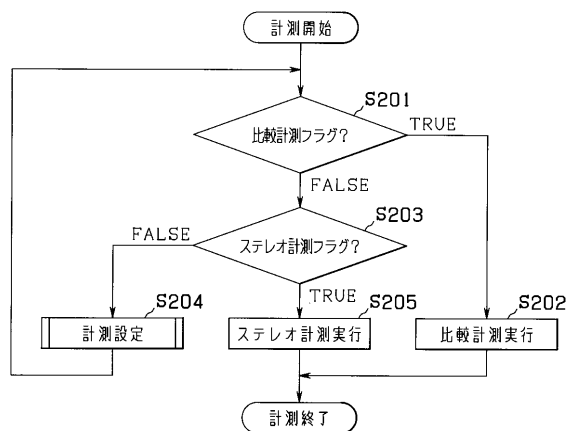 計測開始
S201
比較計測フラグ?
TRUE
FALSE
S203
FALSE
ステレオ計測フラグ?
TRUE
S204
S205
S202
計測設定
ステレオ計測実行
比較計測実行
計測終了